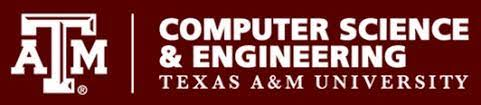 ATM®
COMPUTER SCIENCE
& ENGINEERING
TEXAS A&M UNIVERSITY